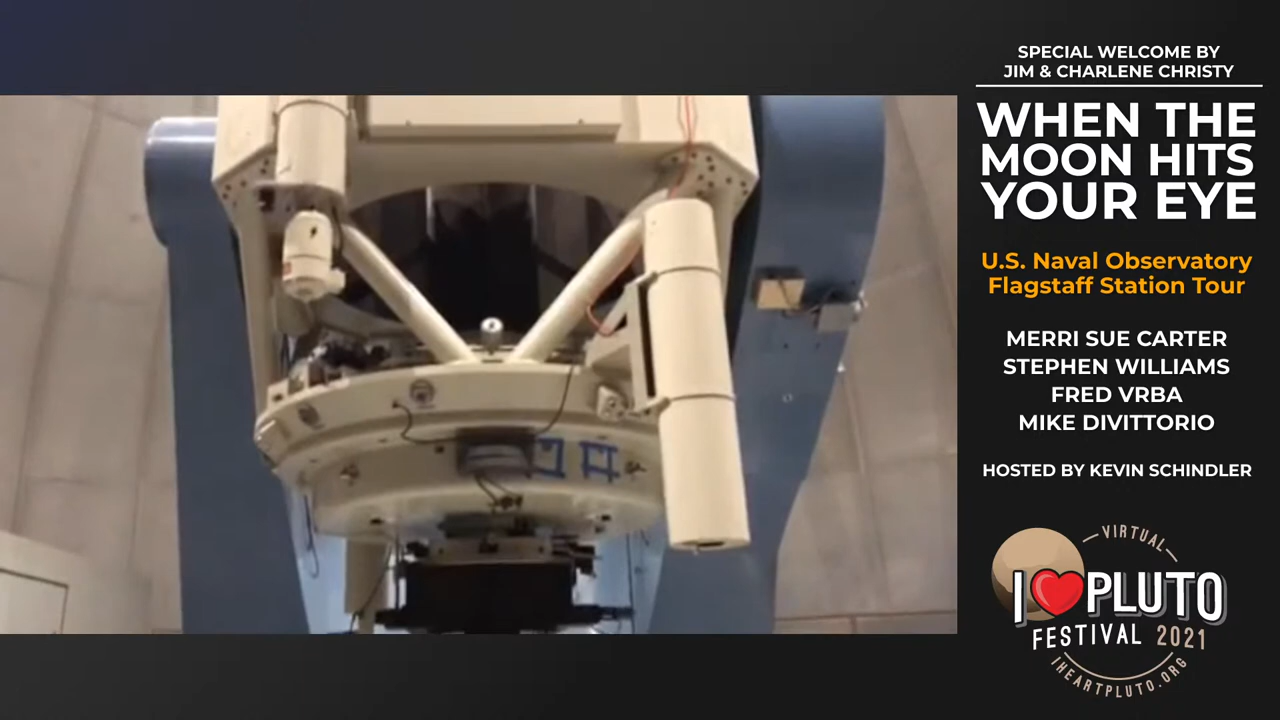 SPECIAL WELCOME BY
JIM & CHARLENE CHRISTY
WHEN THE
MOON HITS
YOUR EYE
U.S. Naval Observatory
Flagstaff Station Tour
MERRI SUE CARTER
STEPHEN WILLIAMS
FRED VRBA
MIKE DIVITTORIO
HOSTED BY KEVIN SCHINDLER
VIRTUAL
I PLUTO
FESTIVAL 2021
IHEARTPLUTO.ORG